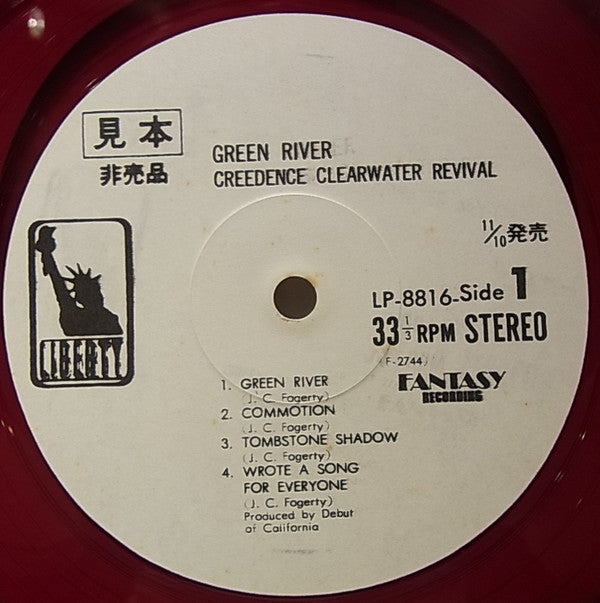 見本
非売品
GREEN RIVER
CREEDENCE CLEARWATER REVIVAL
11/10発売
LIBERTY
LP-8816-Side 1
33 1/3 RPM STEREO
(F-2744)
FANTASY
RECORDING
1. GREEN RIVER
(J. C. Fogerty)
2. COMMOTION
(J. C. Fogerty)
3. TOMBSTONE SHADOW
(J. C. Fogerty)
4. WROTE A SONG
FOR EVERYONE
(J. C. Fogerty)
Produced by Debut
of California